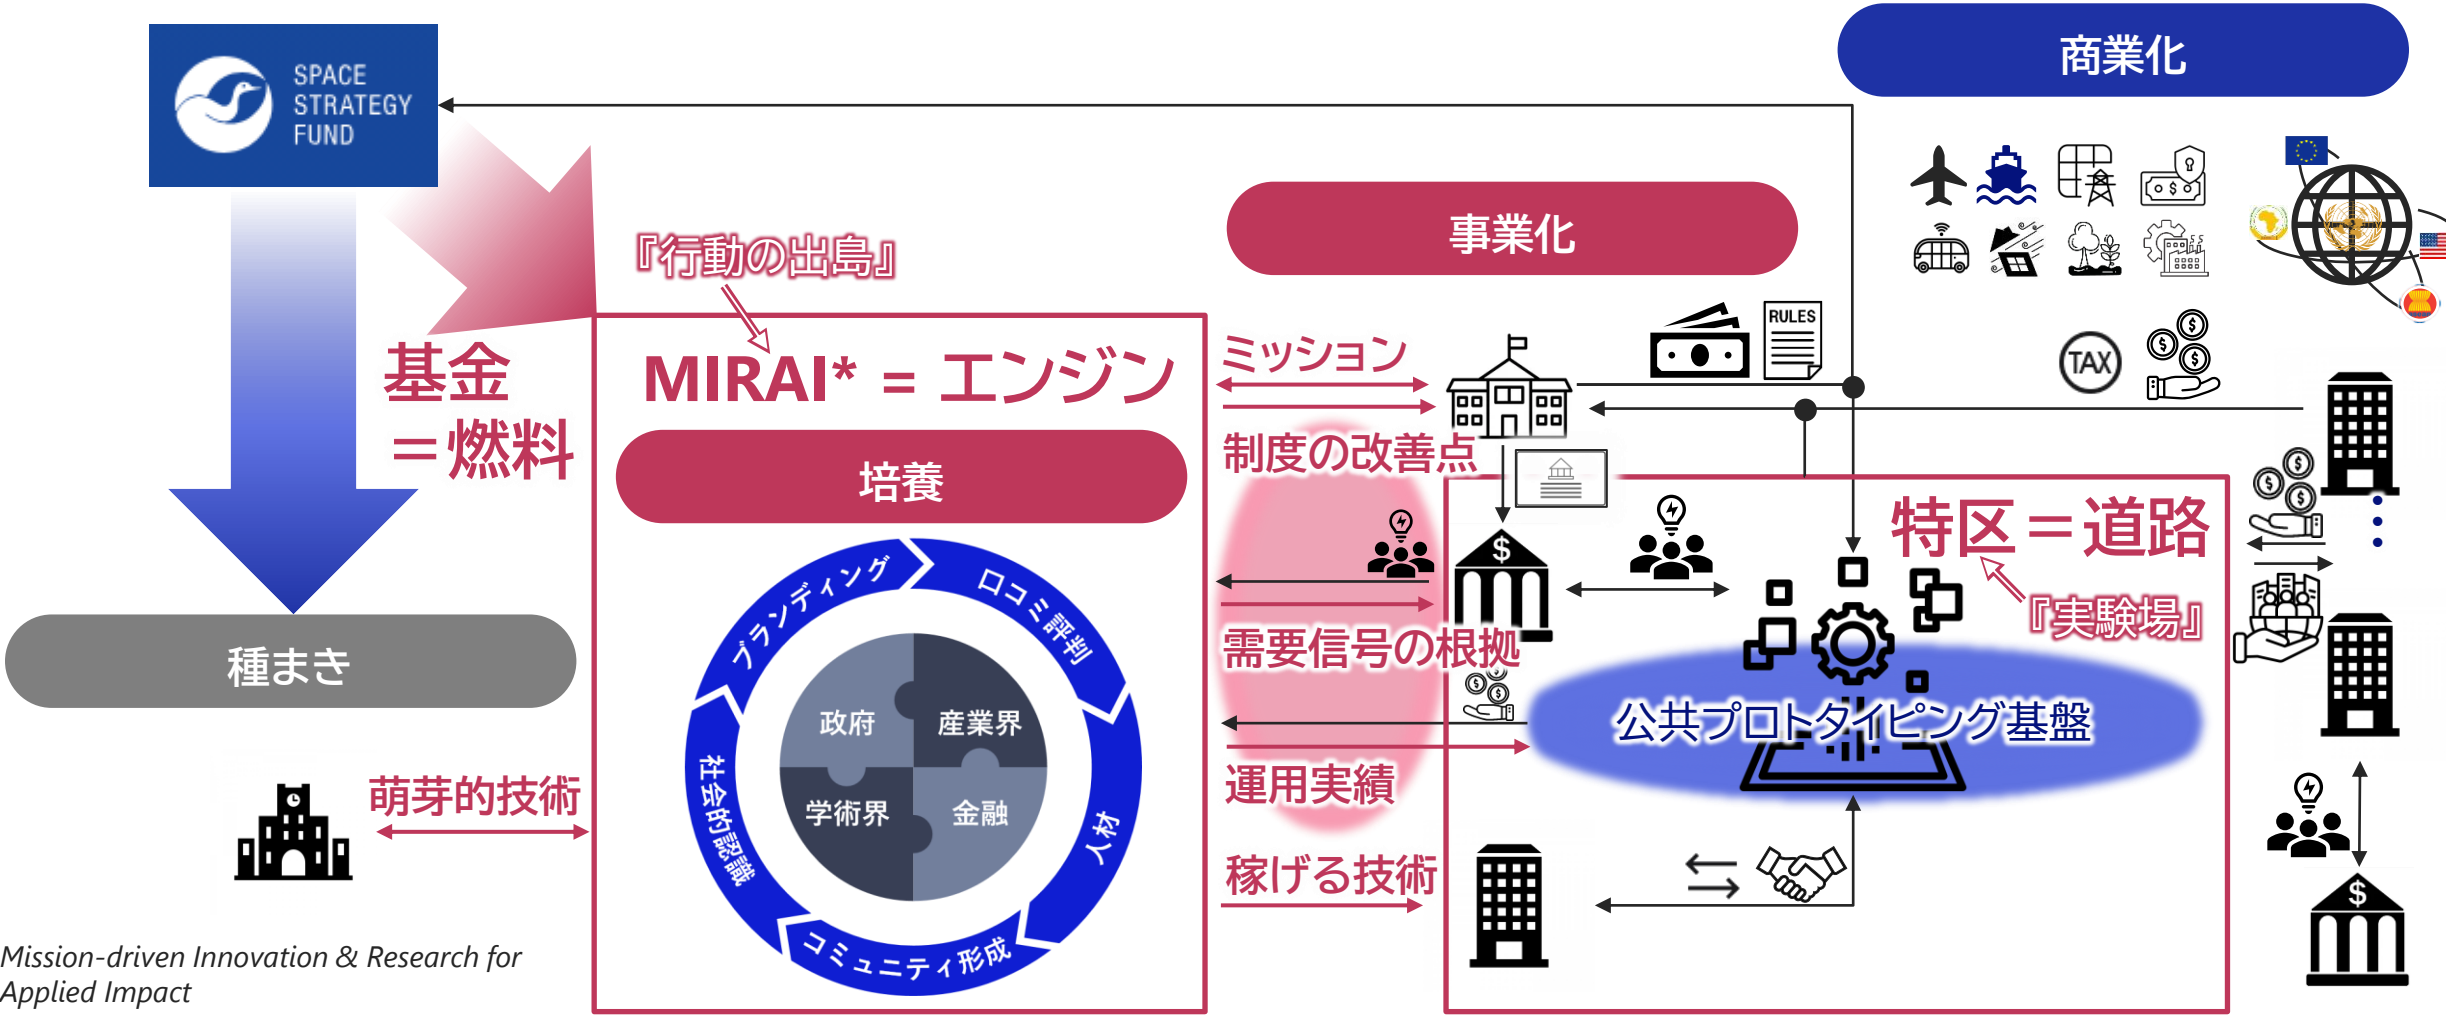 SPACE
STRATEGY
FUND
商業化
事業化
『行動の出島』
基金
＝燃料
MIRAI* = エンジン
培養
ブランディング
口コミ評判
人材
コミュニティ形成
社会的認識
政府
産業界
学術界
金融
種まき
萌芽的技術
ミッション
制度の改善点
需要信号の根拠
運用実績
稼げる技術
RULES
TAX
$
特区＝道路
『実験場』
公共プロトタイピング基盤
$
Mission-driven Innovation & Research for
Applied Impact